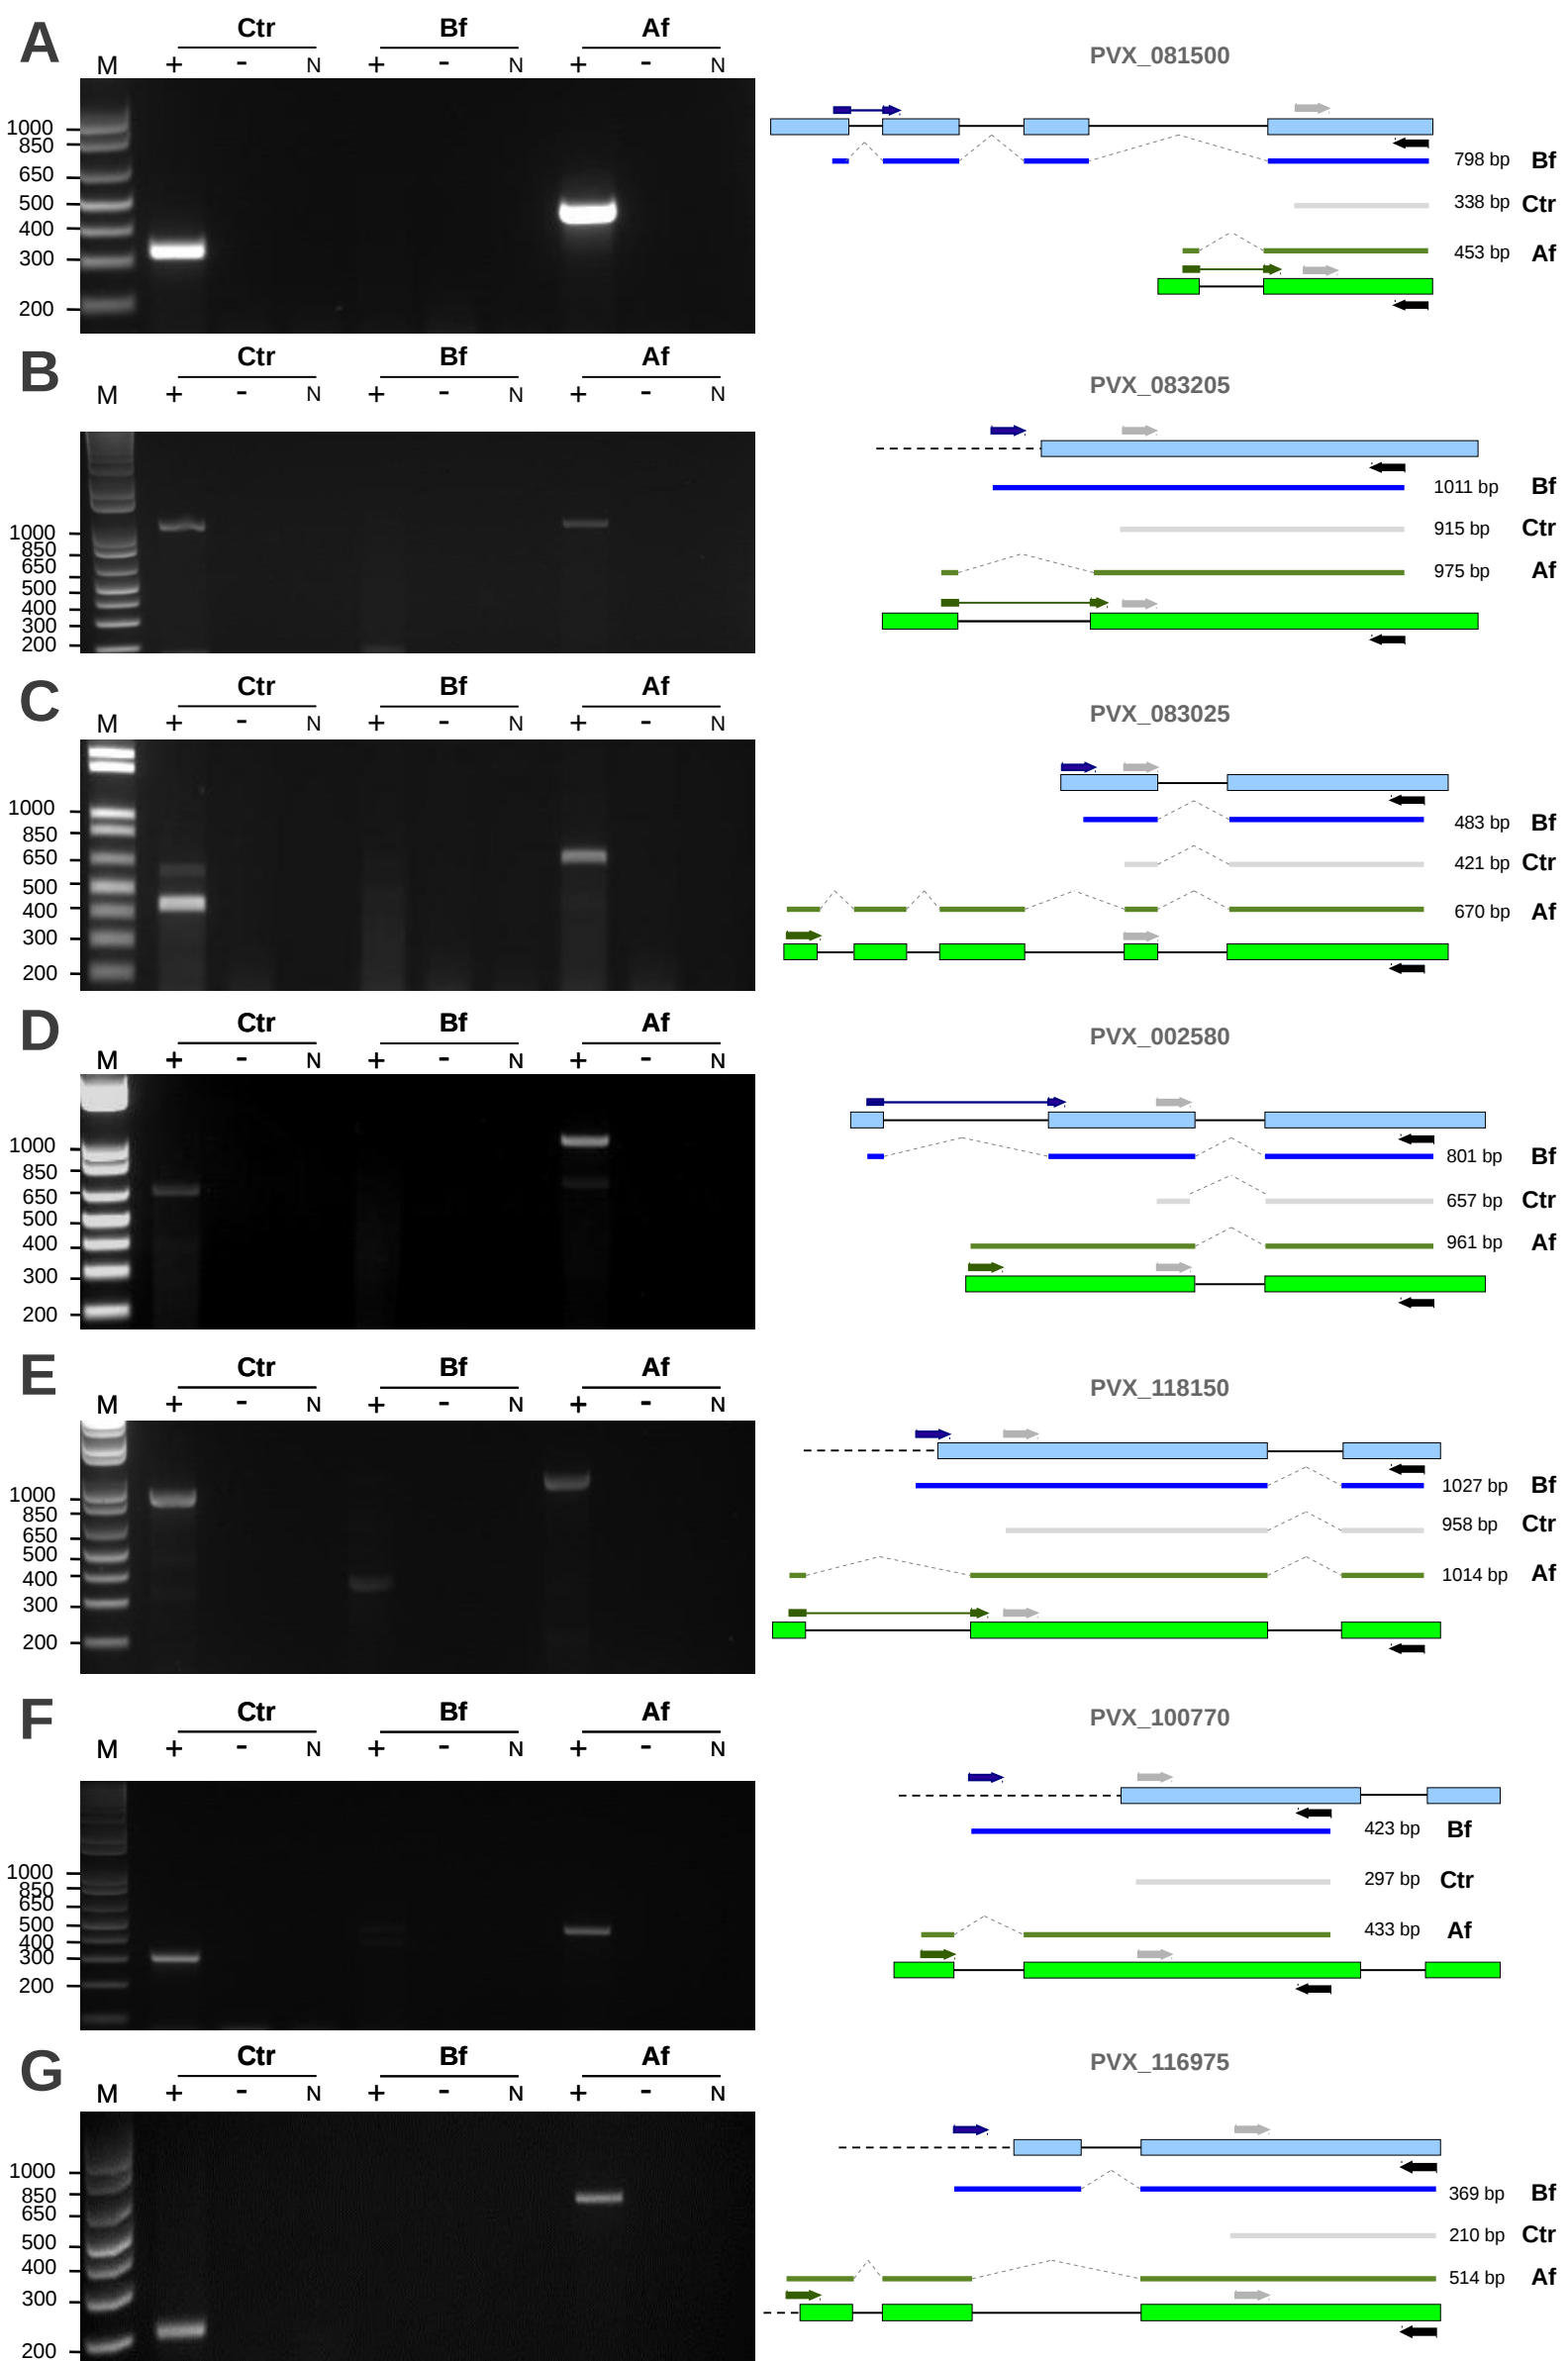 A
Ctr Bf Af
M + - N + - N + - N
1000
850
650
500
400
300
200
PVX_081500
798 bp Bf
338 bp Ctr
453 bp Af
B
Ctr Bf Af
M + - N + - N + - N
1000
850
650
500
400
300
200
PVX_083205
1011 bp Bf
915 bp Ctr
975 bp Af
C
Ctr Bf Af
M + - N + - N + - N
1000
850
650
500
400
300
200
PVX_083025
483 bp Bf
421 bp Ctr
670 bp Af
D
Ctr Bf Af
M + - N + - N + - N
1000
850
650
500
400
300
200
PVX_002580
801 bp Bf
657 bp Ctr
961 bp Af
E
Ctr Bf Af
M + - N + - N + - N
1000
850
650
500
400
300
200
PVX_118150
1027 bp Bf
958 bp Ctr
1014 bp Af
F
Ctr Bf Af
M + - N + - N + - N
1000
850
650
500
400
300
200
PVX_100770
423 bp Bf
297 bp Ctr
433 bp Af
G
Ctr Bf Af
M + - N + - N + - N
1000
850
650
500
400
300
200
PVX_116975
369 bp Bf
210 bp Ctr
514 bp Af